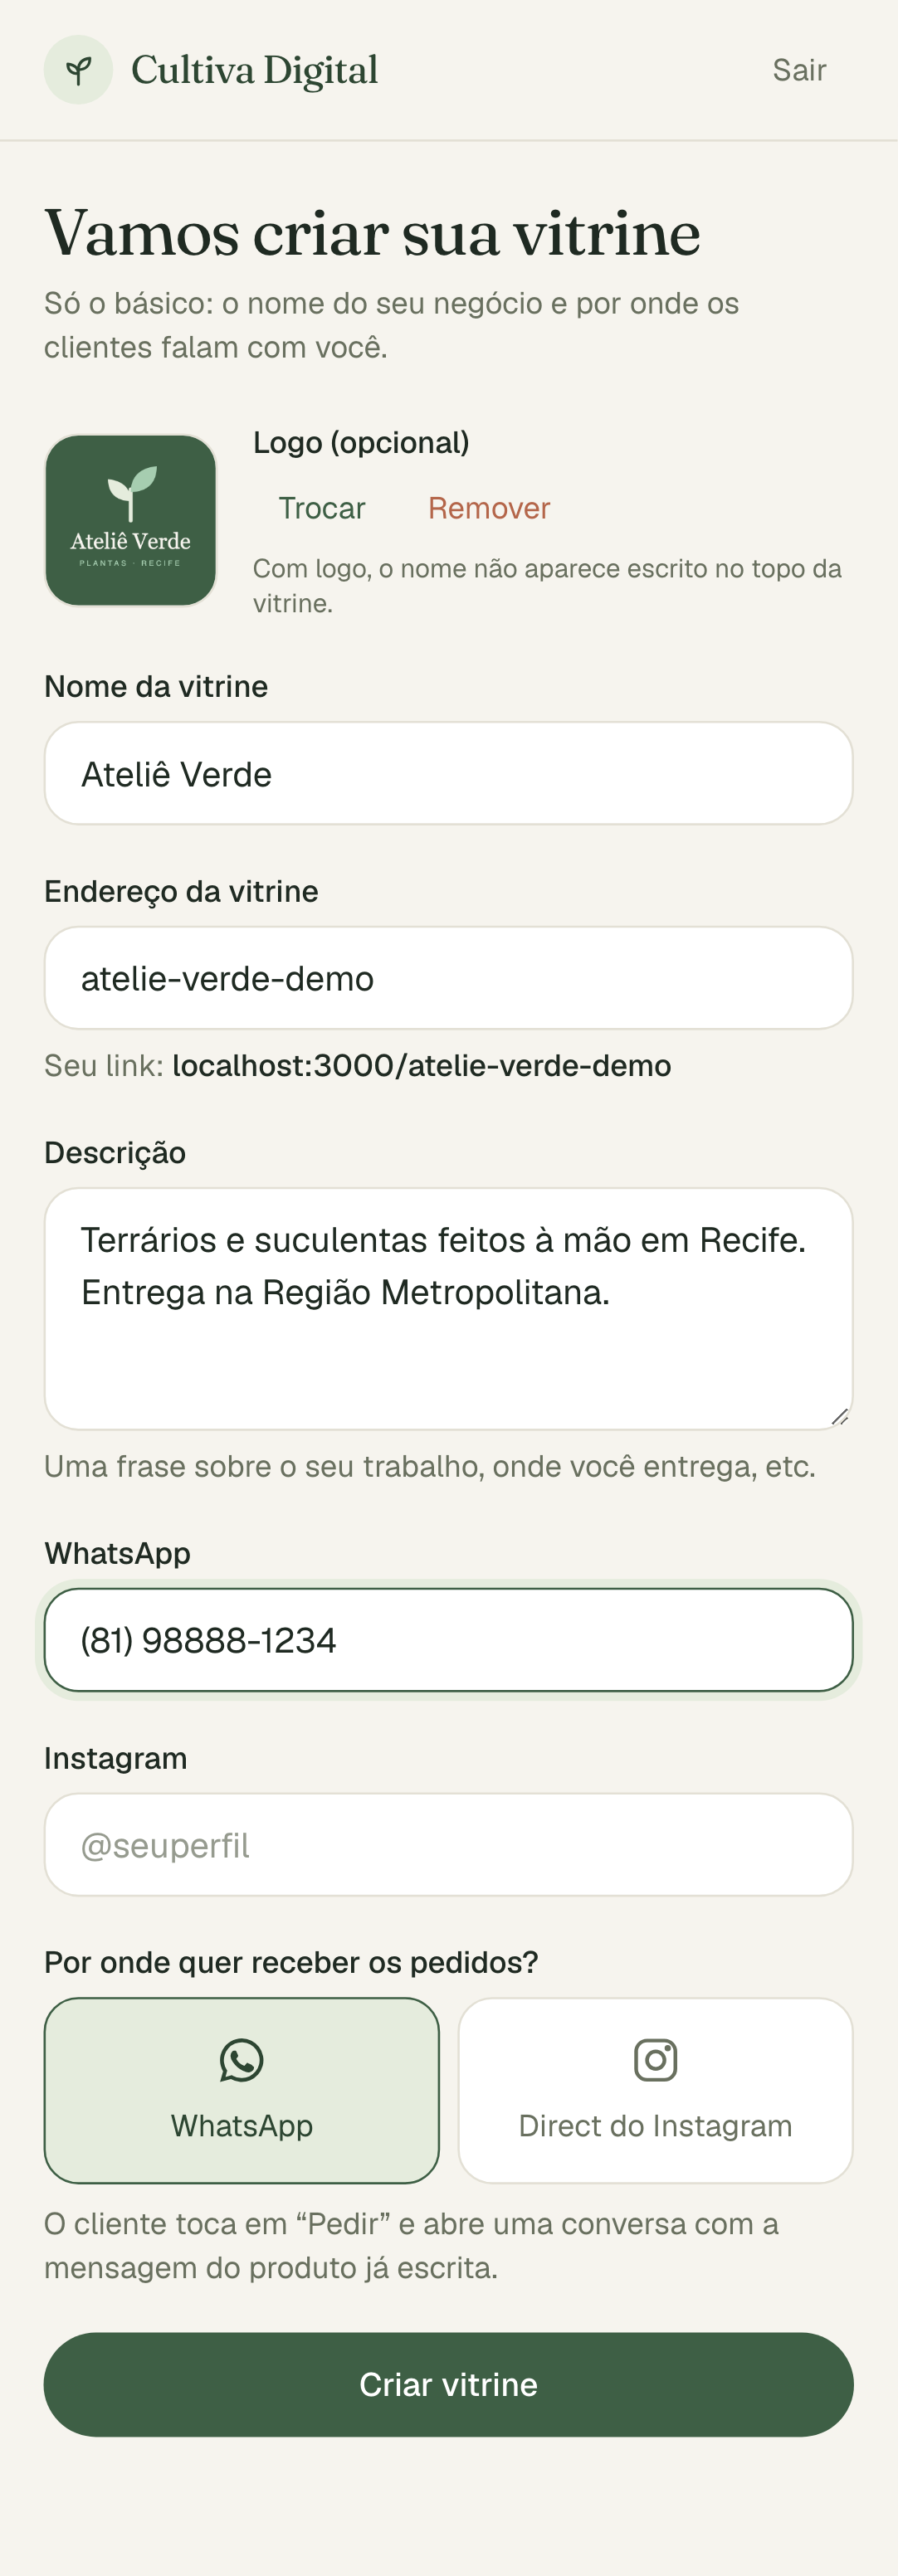 Cultiva Digital
Sair
Vamos criar sua vitrine
Só o básico: o nome do seu negócio e por onde os
clientes falam com você.
Logo (opcional)
Trocar
Remover
Ateliê Verde
PLANTAS · RECIFE
Com logo, o nome não aparece escrito no topo da
vitrine.
Nome da vitrine
Ateliê Verde
Endereço da vitrine
atelie-verde-demo
Seu link: localhost:3000/atelie-verde-demo
Descrição
Terrários e suculentas feitos à mão em Recife.
Entrega na Região Metropolitana.
Uma frase sobre o seu trabalho, onde você entrega, etc.
WhatsApp
(81) 98888-1234
Instagram
@seuperfil
Por onde quer receber os pedidos?
WhatsApp
Direct do Instagram
O cliente toca em “Pedir” e abre uma conversa com a
mensagem do produto já escrita.
Criar vitrine